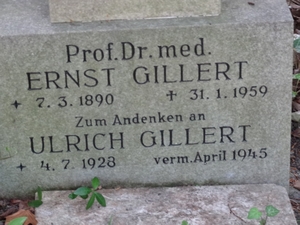 Prof. Dr. med.
ERNST GILLERT
* 7. 3. 1890 † 31. 1. 1959
Zum Andenken an
ULRICH GILLERT
* 4. 7. 1928 verm. April 1945